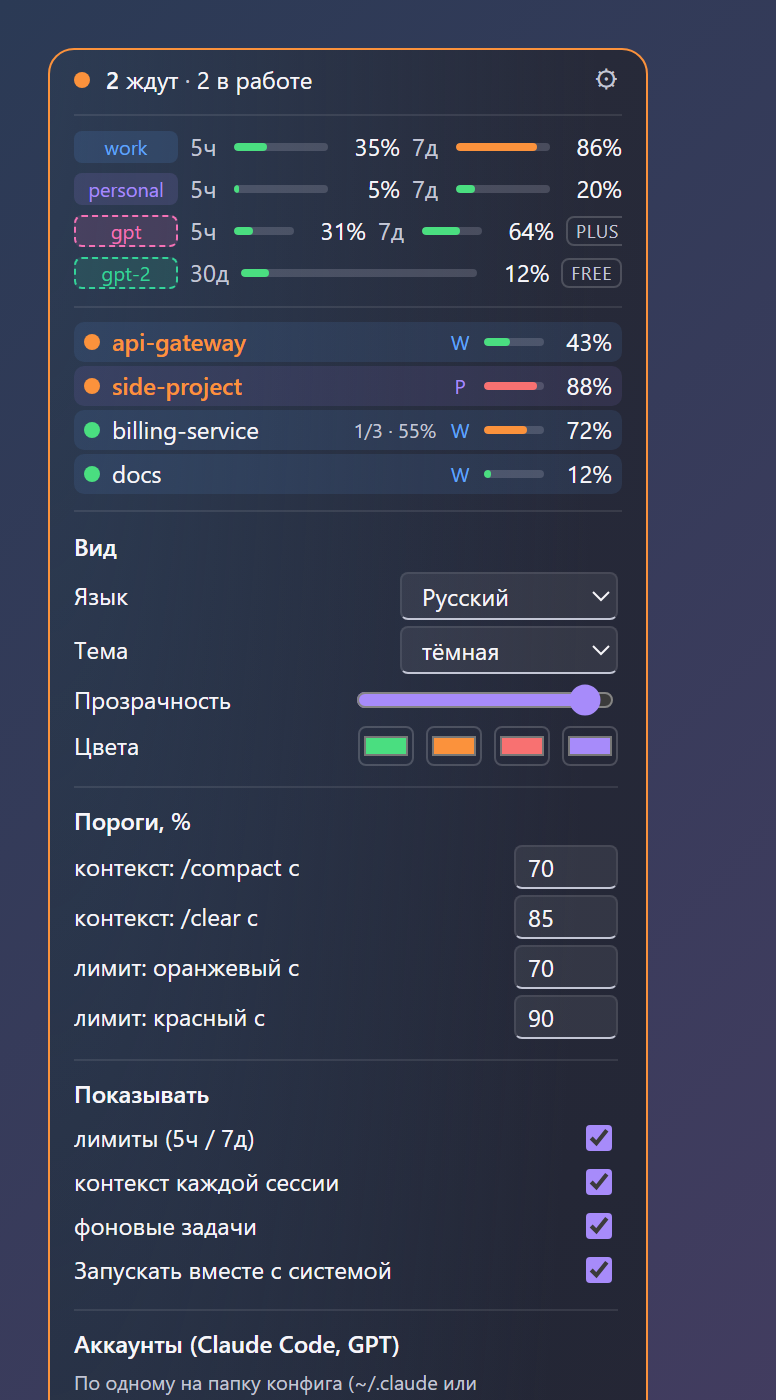 2 ждут · 2 в работе
work 5ч 35% 7д 86%
personal 5ч 5% 7д 20%
gpt 5ч 31% 7д 64% PLUS
gpt-2 30д 12% FREE
api-gateway W 43%
side-project P 88%
billing-service 1/3 · 55% W 72%
docs W 12%
Вид
Язык Русский
Тема тёмная
Прозрачность
Цвета
Пороги, %
контекст: /compact с 70
контекст: /clear с 85
лимит: оранжевый с 70
лимит: красный с 90
Показывать
лимиты (5ч / 7д)
контекст каждой сессии
фоновые задачи
Запускать вместе с системой
Аккаунты (Claude Code, GPT)
По одному на папку конфига (~/.claude или